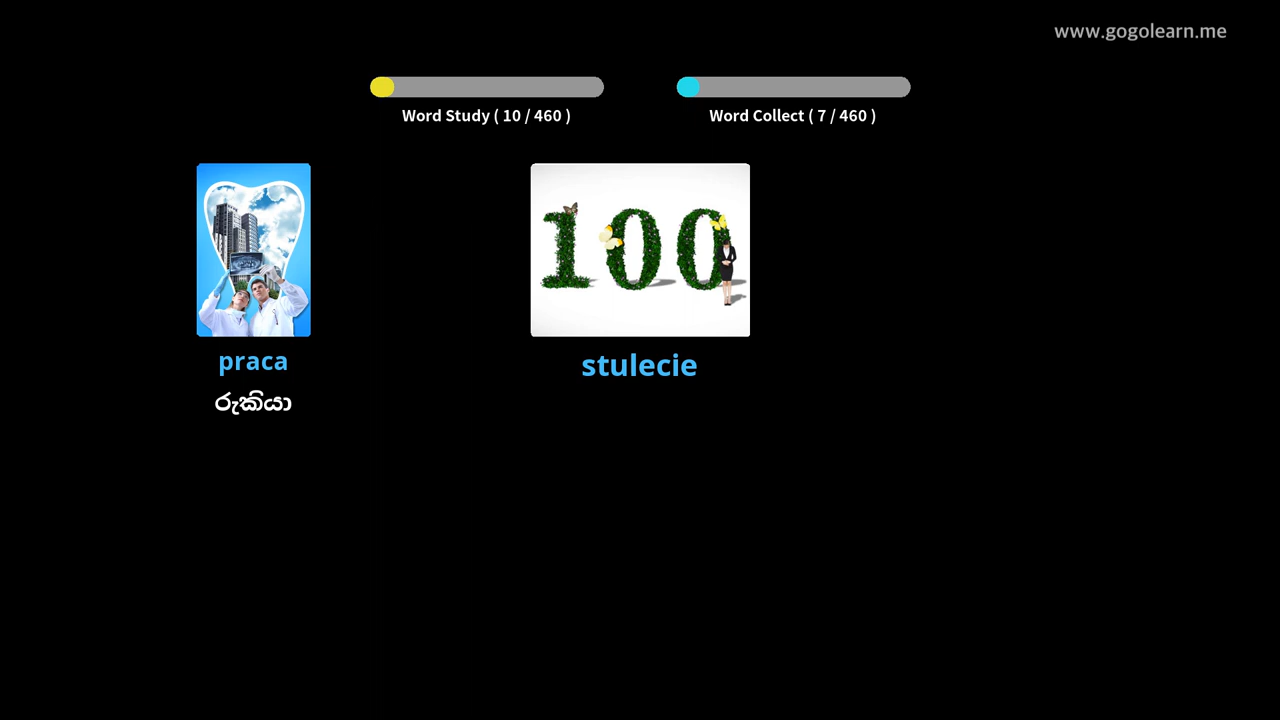 www.gogolearn.me
Word Study ( 10 / 460 )
Word Collect ( 7 / 460 )
100
praca
රුකියා
stulecie